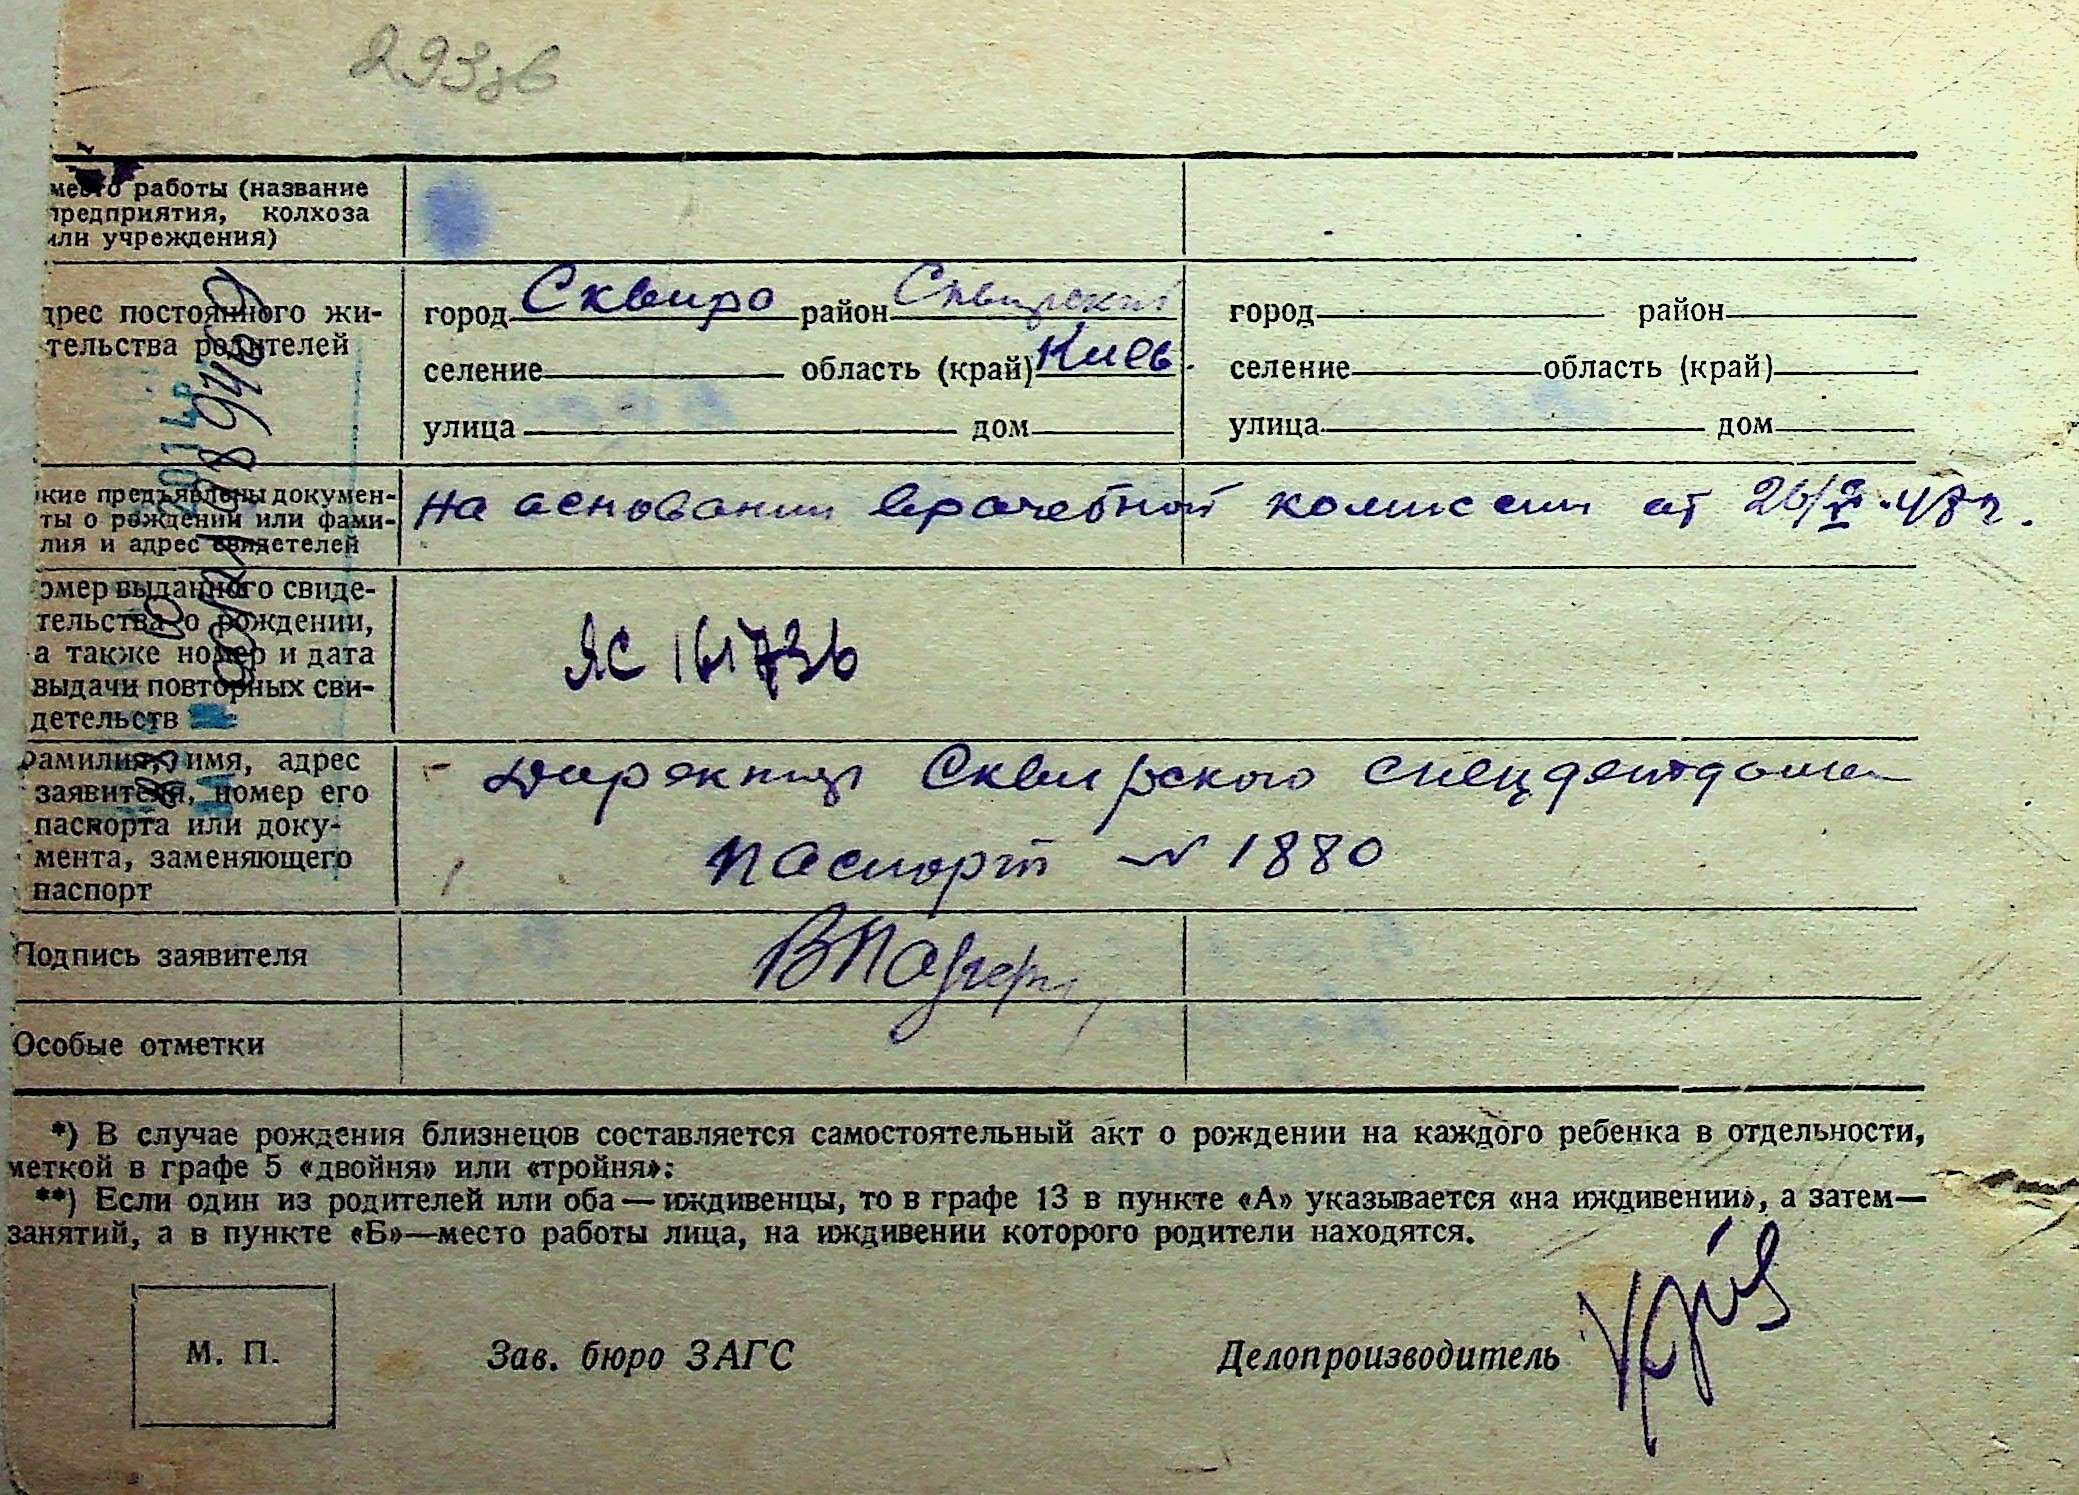 место работы (название
предприятия, колхоза
или учреждения)
адрес постоянного жи-
тельства родителей
город Сквира район Сквирский
селение область (край) Киев.
улица дом
город район
селение область (край)
улица дом
кие предъявлены докумен-
ты о рождении или фами-
лия и адрес свидетелей
на основании врачебной комиссии от 26/X-48г.
омер выданного свиде-
тельства о рождении,
а также номер и дата
выдачи повторных сви-
детельств
ЯС 161736
фамилия, имя, адрес
заявителя, номер его
паспорта или доку-
мента, заменяющего
паспорт
Директор Сквирского спецдетдома
паспорт № 1880
Подпись заявителя
Особые отметки
*) В случае рождения близнецов составляется самостоятельный акт о рождении на каждого ребенка в отдельности,
меткой в графе 5 «двойня» или «тройня».
**) Если один из родителей или оба — иждивенцы, то в графе 13 в пункте «А» указывается «на иждивении», а затем —
занятий, а в пункте «Б» — место работы лица, на иждивении которого родители находятся.
М. П.
Зав. бюро ЗАГС
Делопроизводитель